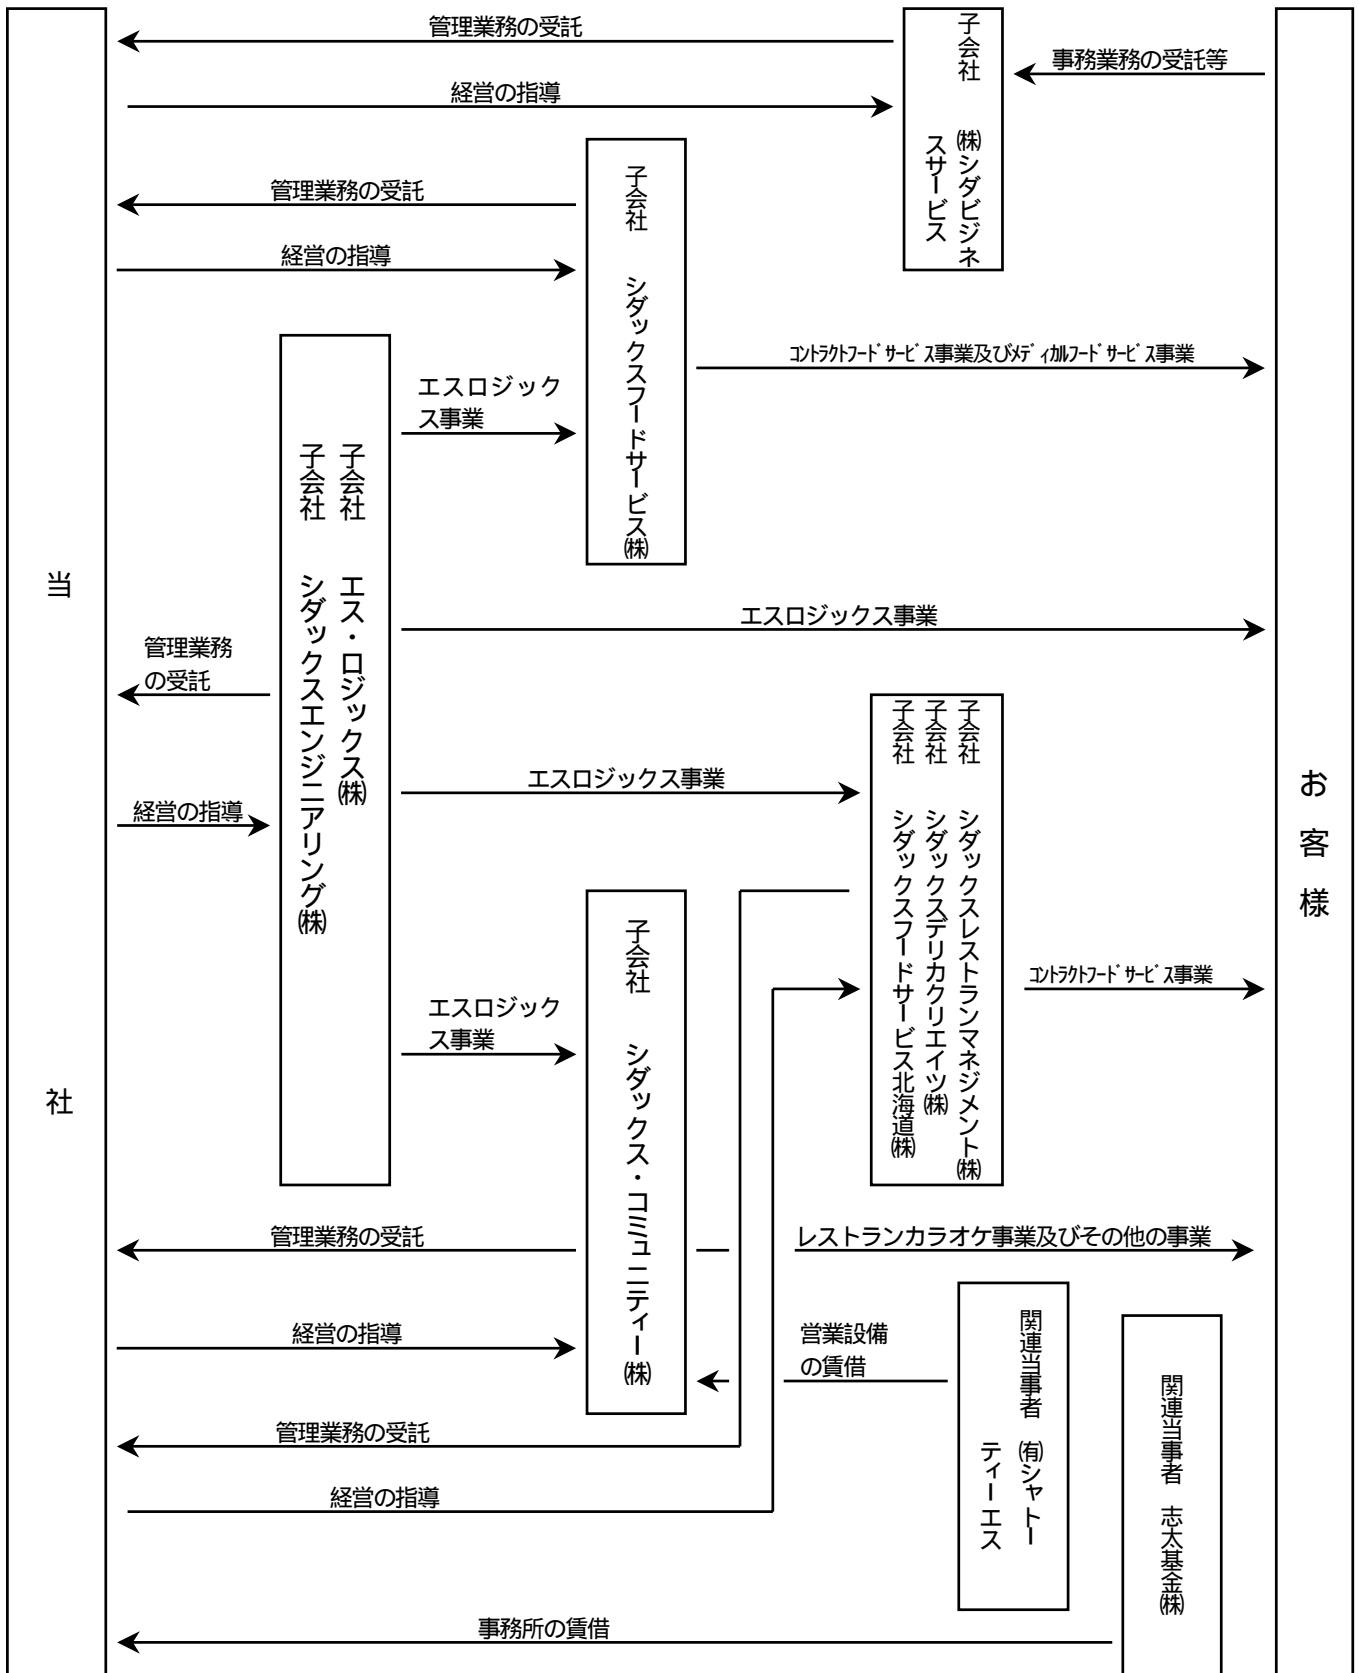 管理業務の受託
経営の指導
子会社　㈱シダビジネ
スサービス
事務業務の受託等
管理業務の受託
経営の指導
子会社　シダックスフードサービス㈱
コントラクトフードサービス事業及びメディカルフードサービス事業
エスロジック
ス事業
子会社　エス・ロジックス㈱
子会社　シダックスエンジニアリング㈱
当社
エスロジックス事業
管理業務
の受託
経営の指導
エスロジックス事業
子会社　シダックスレストランマネジメント㈱
子会社　シダックスデリカクリエイツ㈱
子会社　シダックスフードサービス北海道㈱
お客様
コントラクトフードサービス事業
エスロジック
ス事業
子会社　シダックス・コミュニティー㈱
管理業務の受託
レストランカラオケ事業及びその他の事業
経営の指導
営業設備
の賃借
関連当事者　㈲シャトー
ティーエス
関連当事者　志太基金㈱
管理業務の受託
経営の指導
事務所の賃借